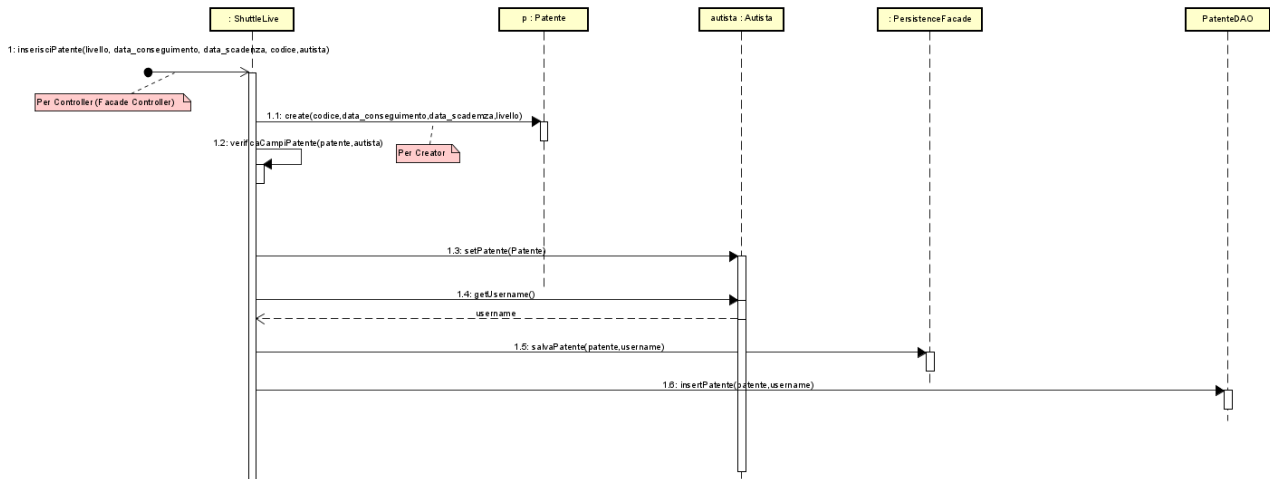 : ShuttleLive
p : Patente
autista : Autista
: PersistenceFacade
PatenteDAO
1: inserisciPatente(livello, data_conseguimento, data_scadenza, codice,autista)
Per Controller (Facade Controller)
1.1: create(codice,data_conseguimento,data_scademza,livello)
1.2: verificaCampiPatente(patente,autista)
Per Creator
1.3: setPatente(Patente)
1.4: getUsername()
username
1.5: salvaPatente(patente,username)
1.6: insertPatente(patente,username)